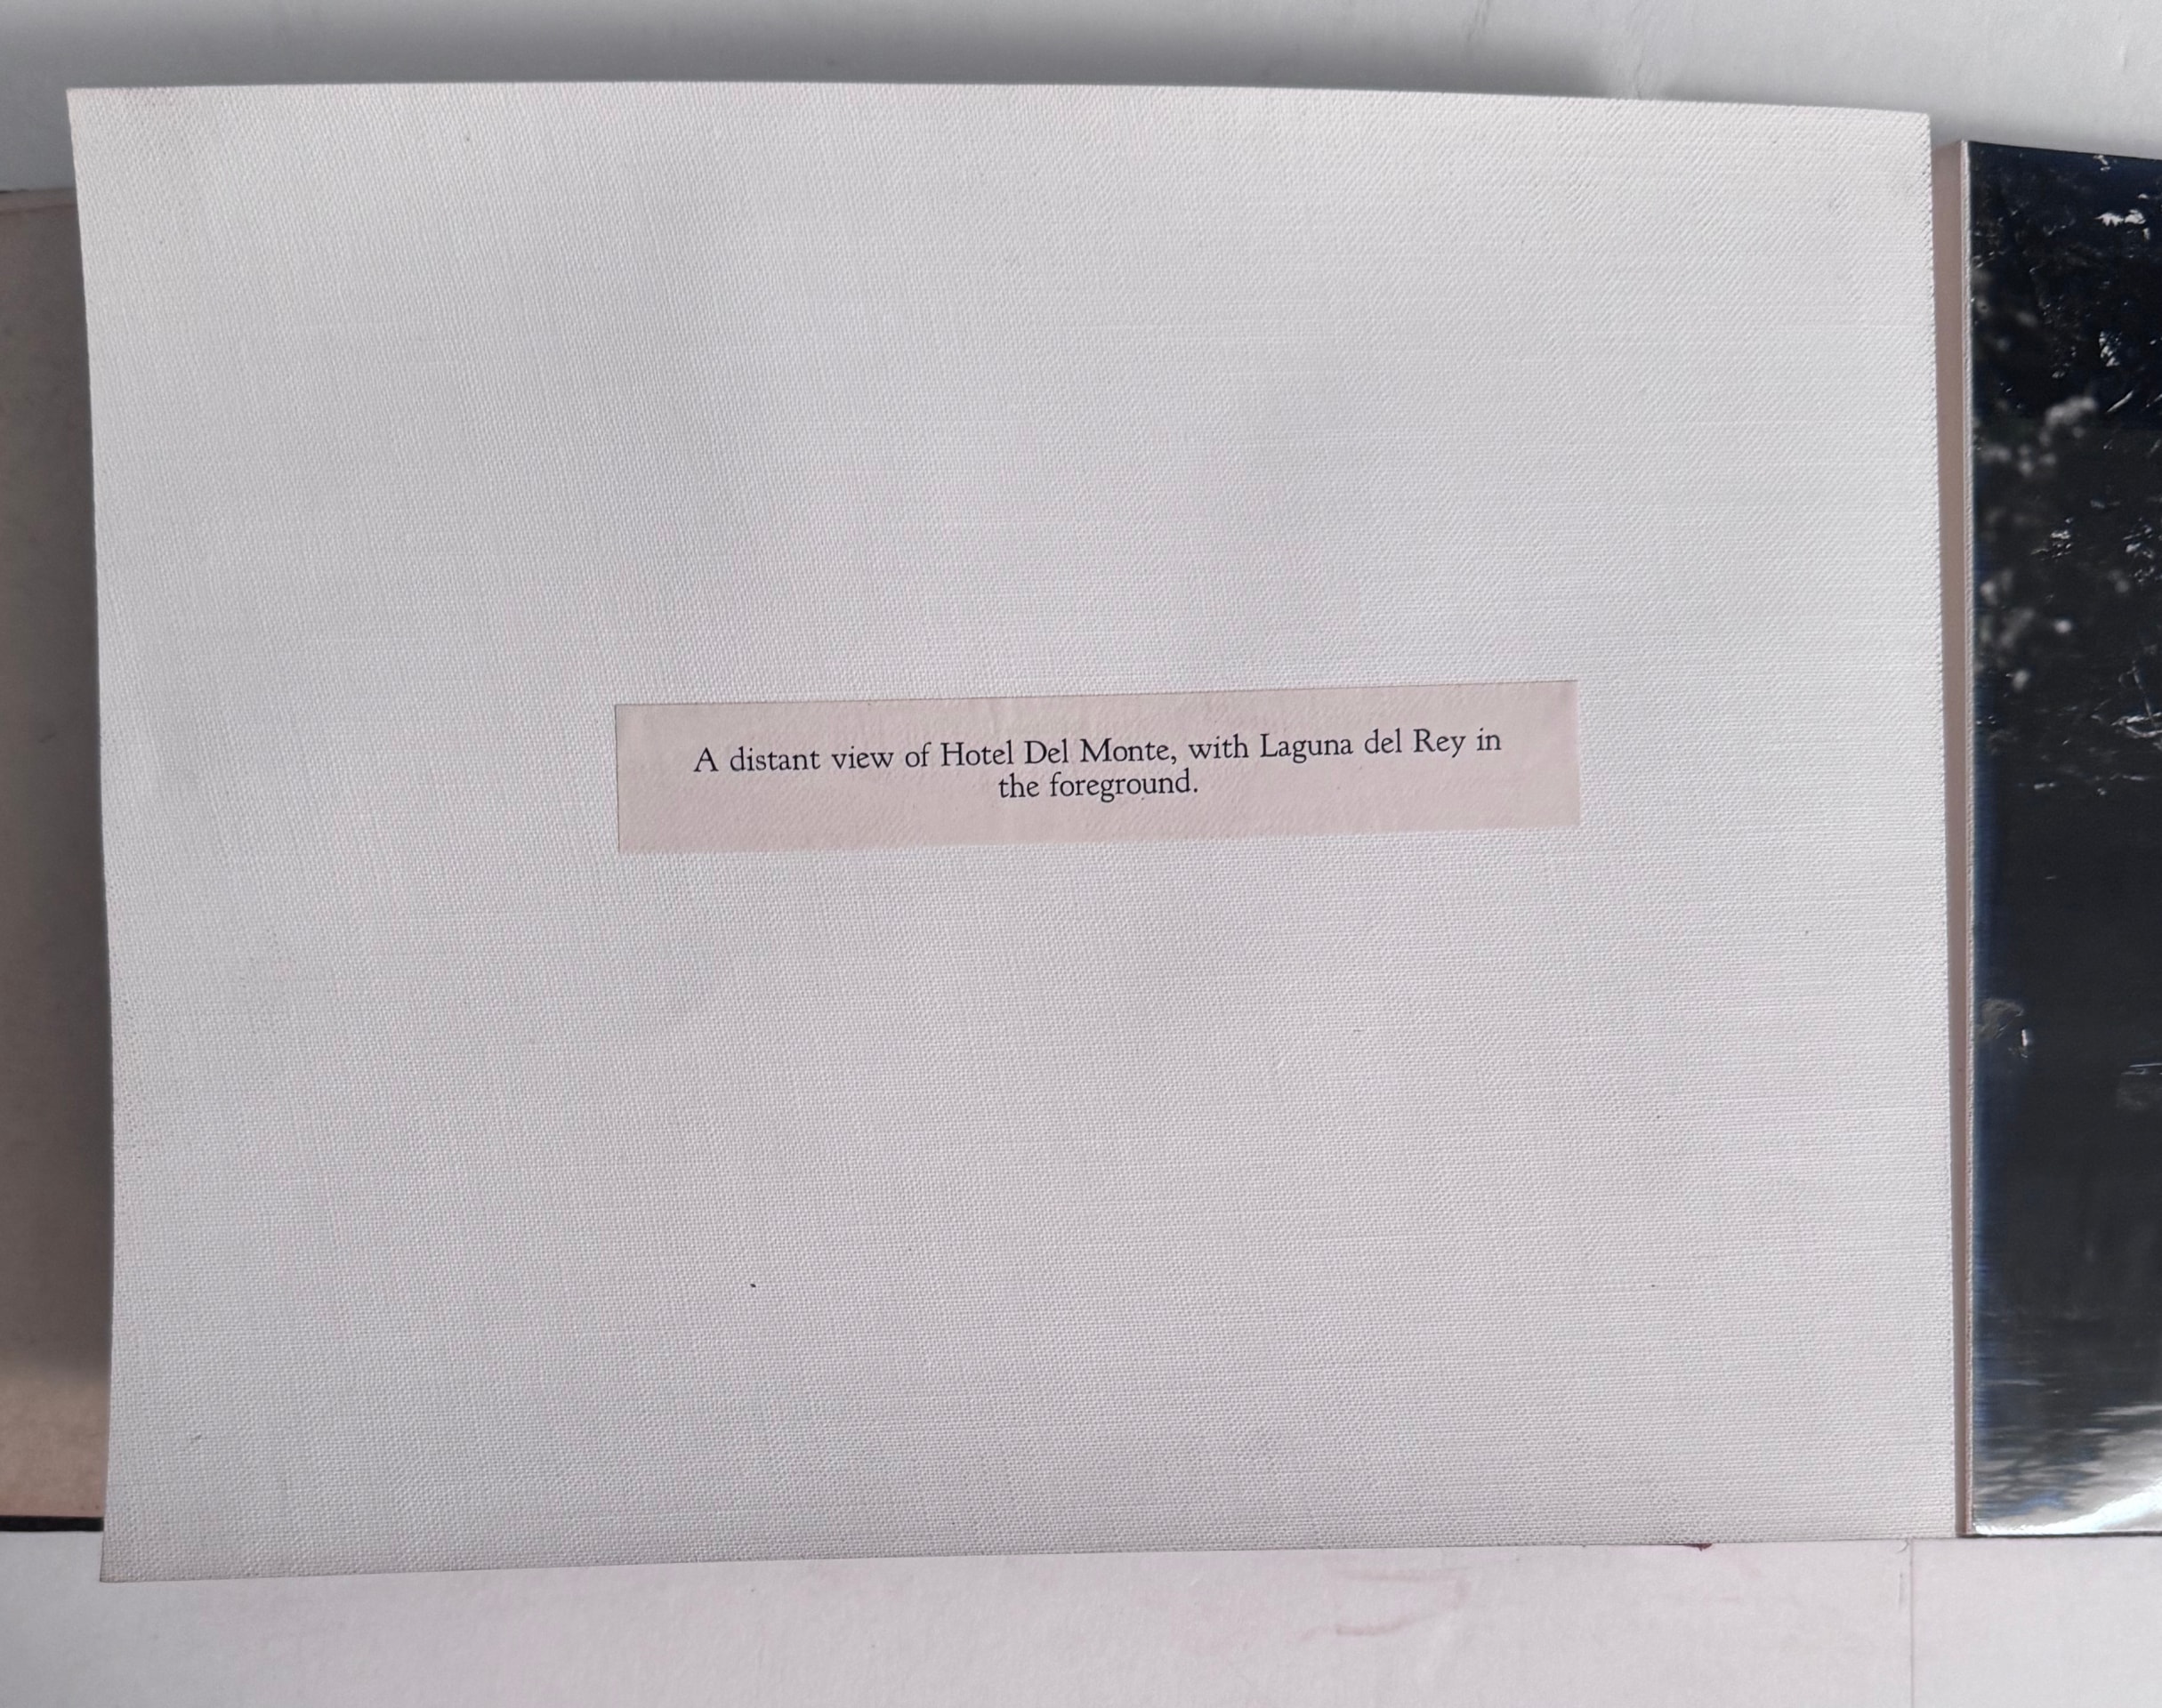 A distant view of Hotel Del Monte, with Laguna del Rey in
the foreground.